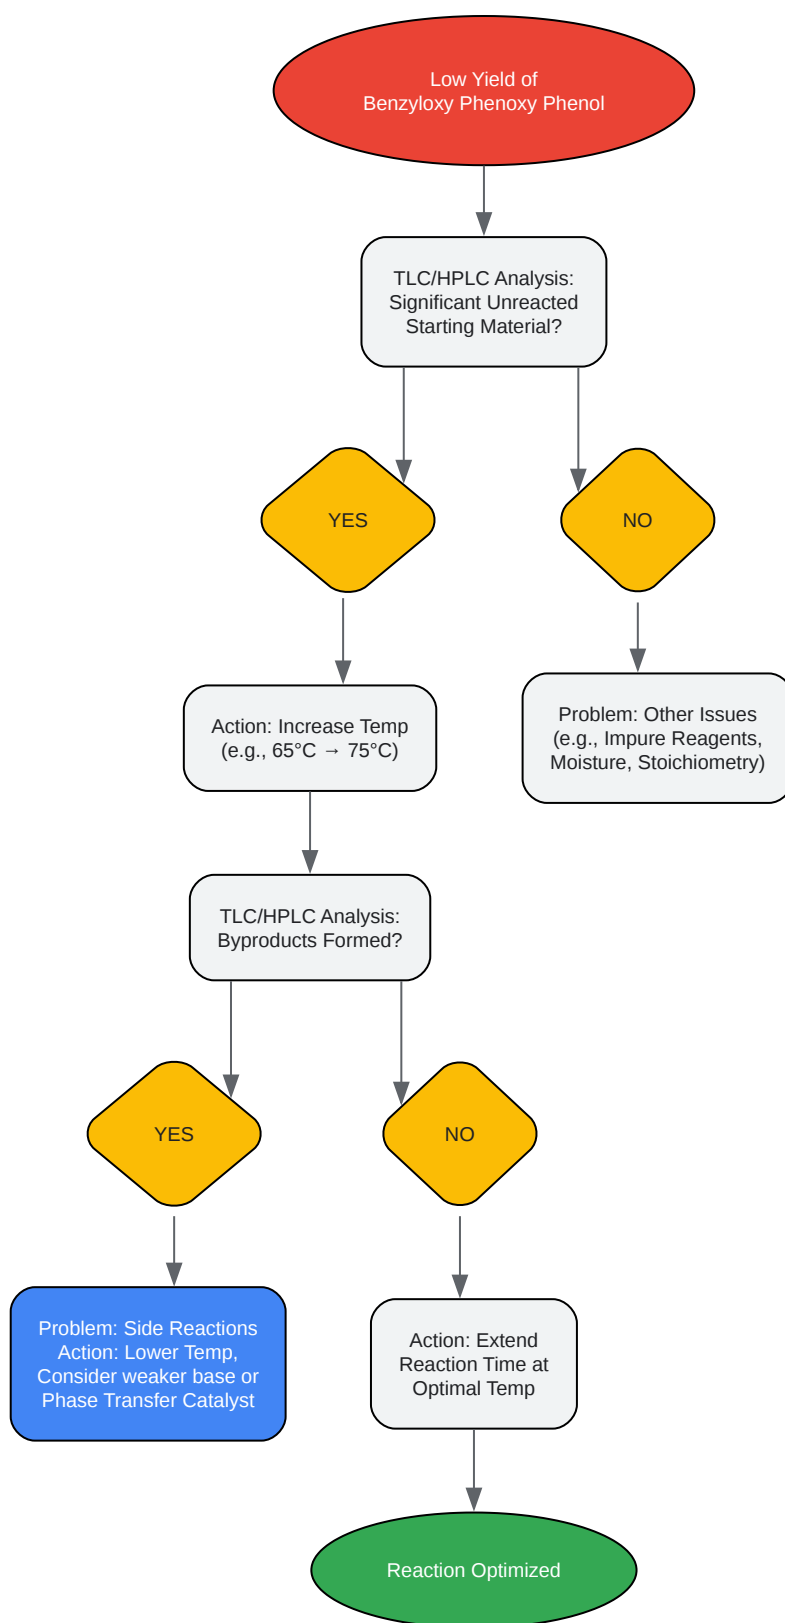 Low Yield of
Benzyloxy Phenoxy Phenol
TLC/HPLC Analysis:
Significant Unreacted
Starting Material?
YES
NO
Action: Increase Temp
(e.g., 65°C → 75°C)
Problem: Other Issues
(e.g., Impure Reagents,
Moisture, Stoichiometry)
TLC/HPLC Analysis:
Byproducts Formed?
YES
NO
Problem: Side Reactions
Action: Lower Temp,
Consider weaker base or
Phase Transfer Catalyst
Action: Extend
Reaction Time at
Optimal Temp
Reaction Optimized